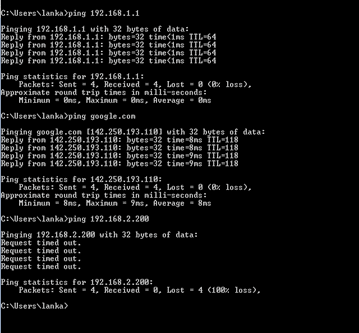 C:\Users\lanka>ping 192.168.1.1
Pinging 192.168.1.1 with 32 bytes of data:
Reply from 192.168.1.1: bytes=32 time<1ms TTL=64
Reply from 192.168.1.1: bytes=32 time<1ms TTL=64
Reply from 192.168.1.1: bytes=32 time<1ms TTL=64
Reply from 192.168.1.1: bytes=32 time<1ms TTL=64
Ping statistics for 192.168.1.1:
Packets: Sent = 4, Received = 4, Lost = 0 (0% loss),
Approximate round trip times in milli-seconds:
Minimum = 0ms, Maximum = 0ms, Average = 0ms
C:\Users\lanka>ping google.com
Pinging google.com [142.250.193.110] with 32 bytes of data:
Reply from 142.250.193.110: bytes=32 time=8ms TTL=118
Reply from 142.250.193.110: bytes=32 time=8ms TTL=118
Reply from 142.250.193.110: bytes=32 time=9ms TTL=118
Reply from 142.250.193.110: bytes=32 time=9ms TTL=118
Ping statistics for 142.250.193.110:
Packets: Sent = 4, Received = 4, Lost = 0 (0% loss),
Approximate round trip times in milli-seconds:
Minimum = 8ms, Maximum = 9ms, Average = 8ms
C:\Users\lanka>ping 192.168.2.200
Pinging 192.168.2.200 with 32 bytes of data:
Request timed out.
Request timed out.
Request timed out.
Request timed out.
Ping statistics for 192.168.2.200:
Packets: Sent = 4, Received = 0, Lost = 4 (100% loss),
C:\Users\lanka>